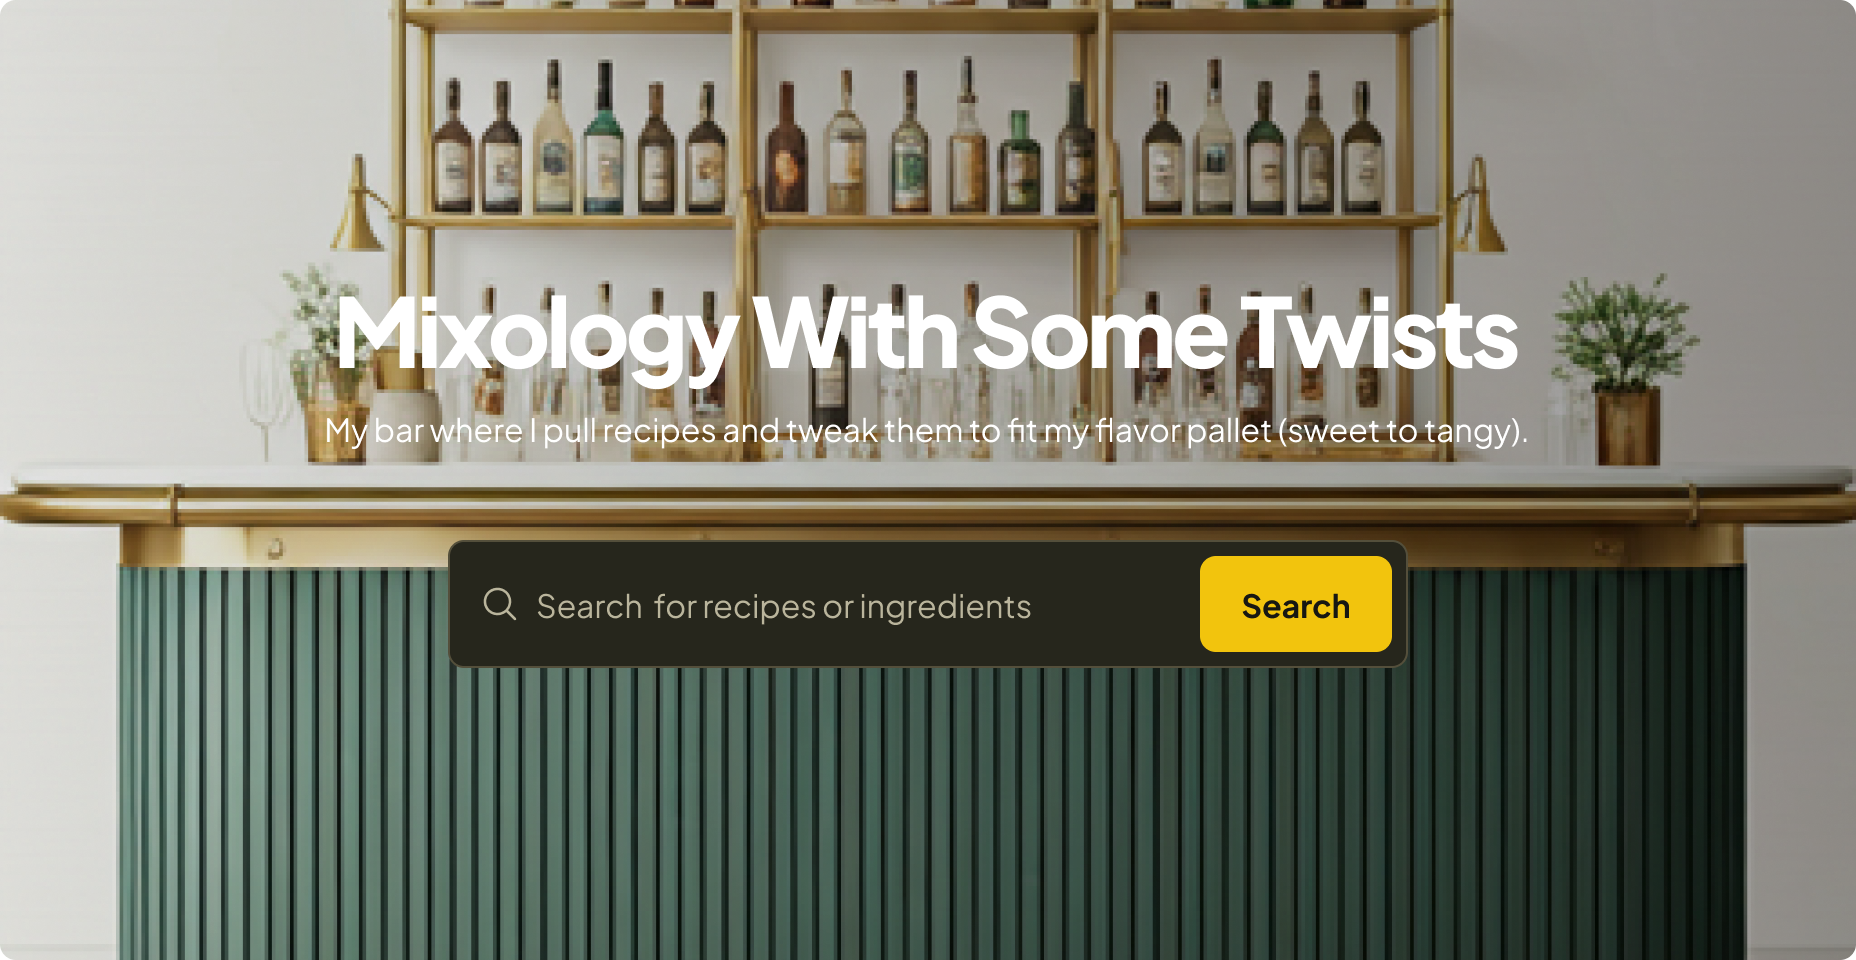 Mixology With Some Twists
My bar where I pull recipes and tweak them to fit my flavor pallet (sweet to tangy).
Search for recipes or ingredients
Search